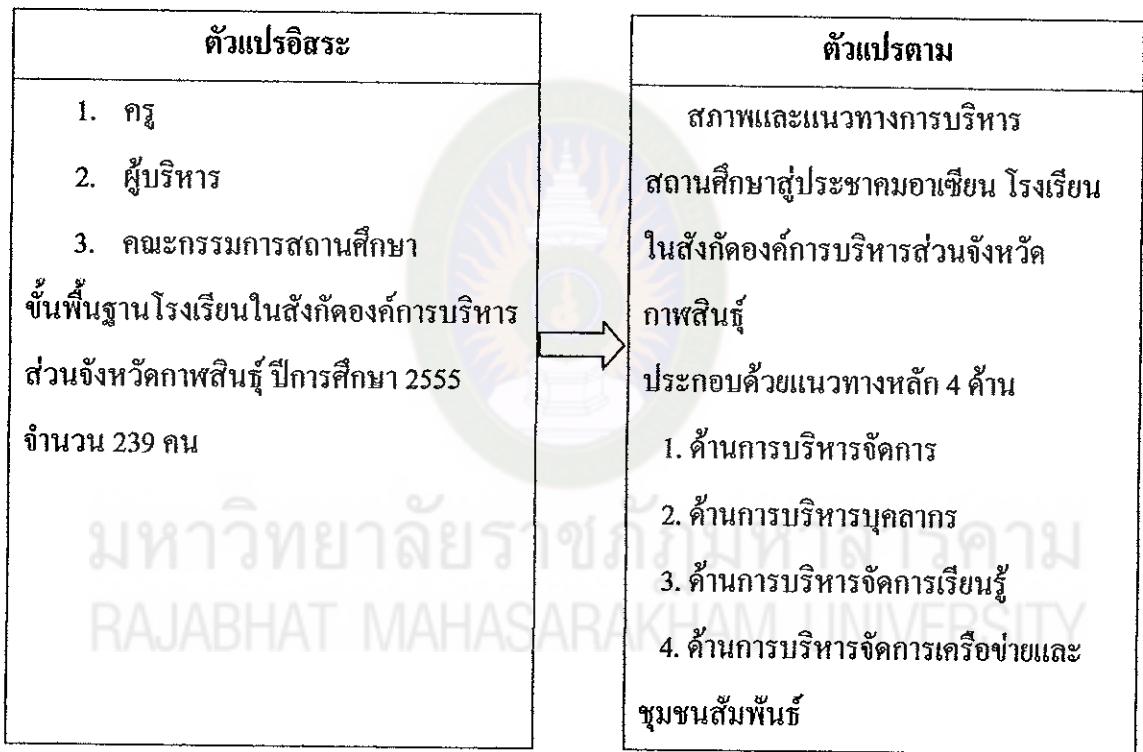 ตัวแปรอิสระ
1. ครู
2. ผู้บริหาร
3. คณะกรรมการสถานศึกษา
ขั้นพื้นฐานโรงเรียนในสังกัดองค์การบริหาร
ส่วนจังหวัดกาฬสินธุ์ ปีการศึกษา 2555
จำนวน 239 คน
ตัวแปรตาม
สภาพและแนวทางการบริหาร
สถานศึกษาสู่ประชาคมอาเซียน โรงเรียน
ในสังกัดองค์การบริหารส่วนจังหวัด
กาฬสินธุ์
ประกอบด้วยแนวทางหลัก 4 ด้าน
1. ด้านการบริหารจัดการ
2. ด้านการบริหารบุคลากร
3. ด้านการบริหารจัดการเรียนรู้
4. ด้านการบริหารจัดการเครือข่ายและ
ชุมชนสัมพันธ์
มหาวิทยาลัยราชภัฏมหาสารคาม
RAJABHAT MAHASARAKHAM UNIVERSITY